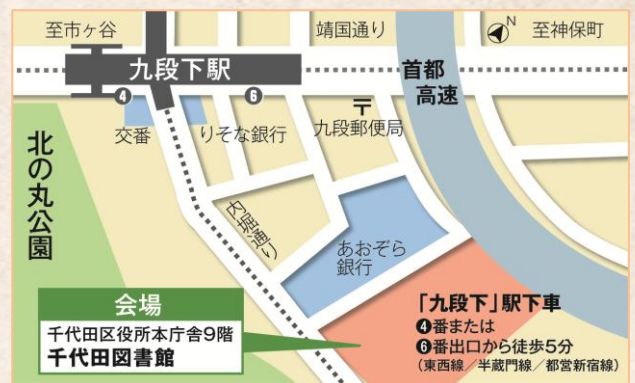 至市ヶ谷
靖国通り
N
至神保町
九段下駅
首都
高速
❹
❻
〒
交番
りそな銀行
九段郵便局
北の丸公園
内堀通り
あおぞら
銀行
会場
千代田区役所本庁舎9階
千代田図書館
「九段下」駅下車
❹番または
❻番出口から徒歩5分
(東西線／半蔵門線／都営新宿線)